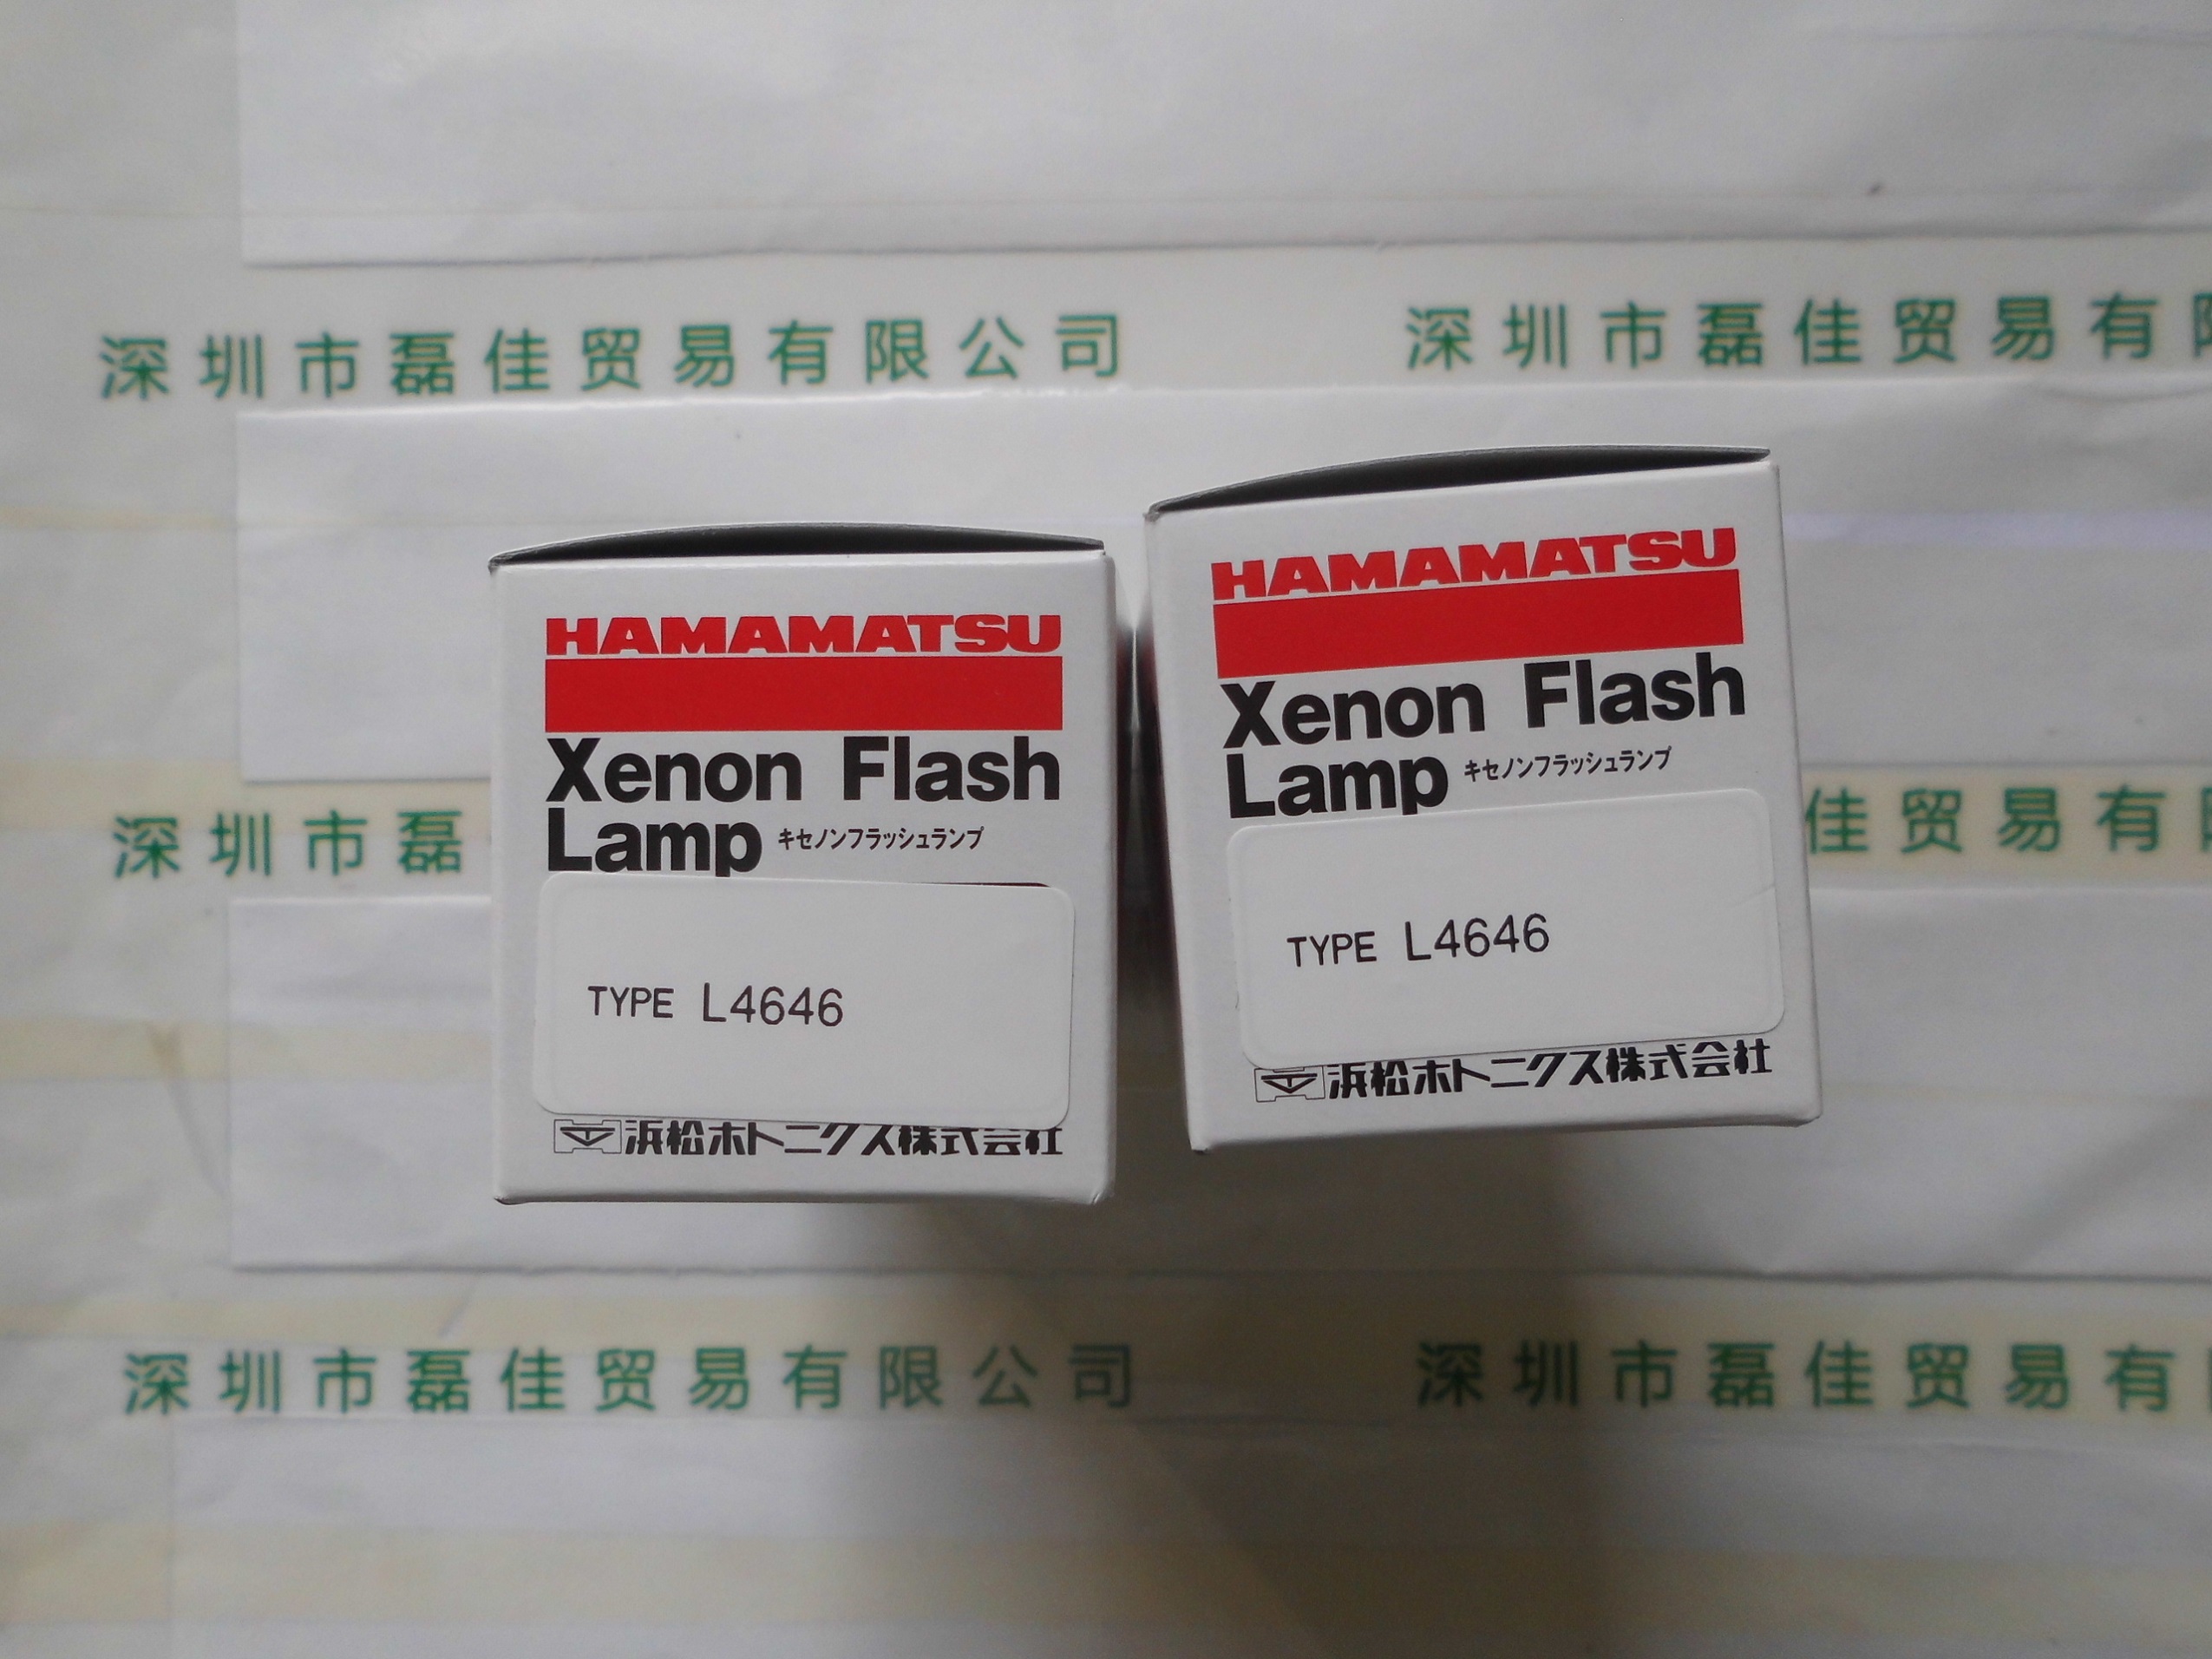 深圳市磊佳贸易有限公司
深圳市磊佳贸易有
HAMAMATSU
Xenon Flash
Lamp キセノンフラッシュランプ
TYPE L4646
浜松ホトニクス株式会社
HAMAMATSU
Xenon Flash
Lamp キセノンフラッシュランプ
TYPE L4646
浜松ホトニクス株式会社
深圳市磊
佳贸易有
深圳市磊佳贸易有限公司
深圳市磊佳贸易有